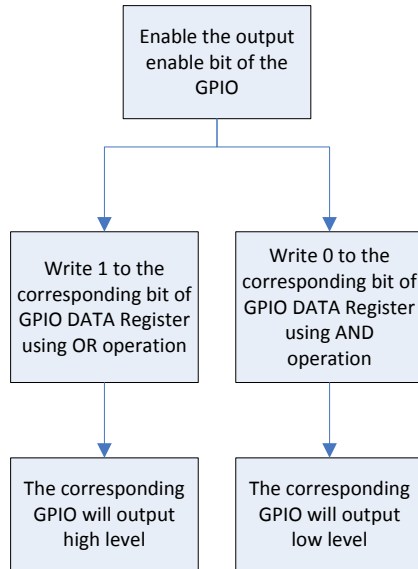 Enable the output
enable bit of the
GPIO
Write 1 to the
corresponding bit of
GPIO DATA Register
using OR operation
Write 0 to the
corresponding bit of
GPIO DATA Register
using AND
operation
The corresponding
GPIO will output
high level
The corresponding
GPIO will output
low level